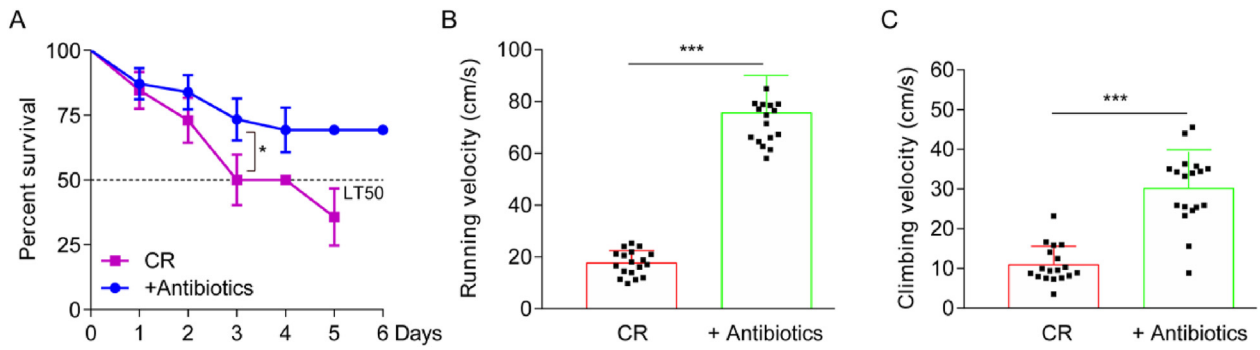 A
Percent survival
100
75
50
25
0
0 1 2 3 4 5 6 Days
*
LT50
CR
+Antibiotics
B
Running velocity (cm/s)
100
80
60
40
20
0
***
CR + Antibiotics
C
Climbing velocity (cm/s)
60
50
40
30
20
10
0
***
CR + Antibiotics